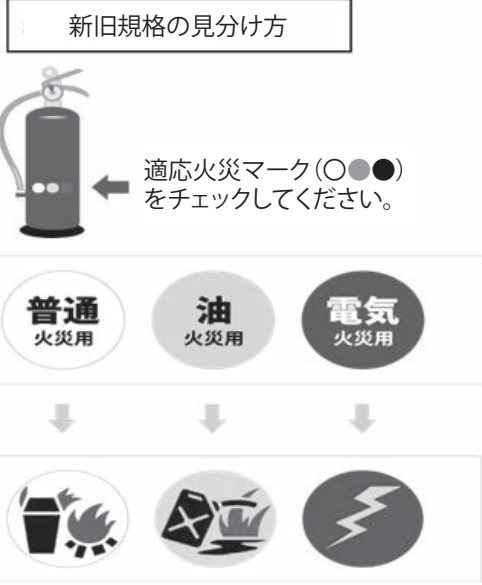 新旧規格の見分け方
適応火災マーク(○●●)
をチェックしてください。
普通
火災用
油
火災用
電気
火災用